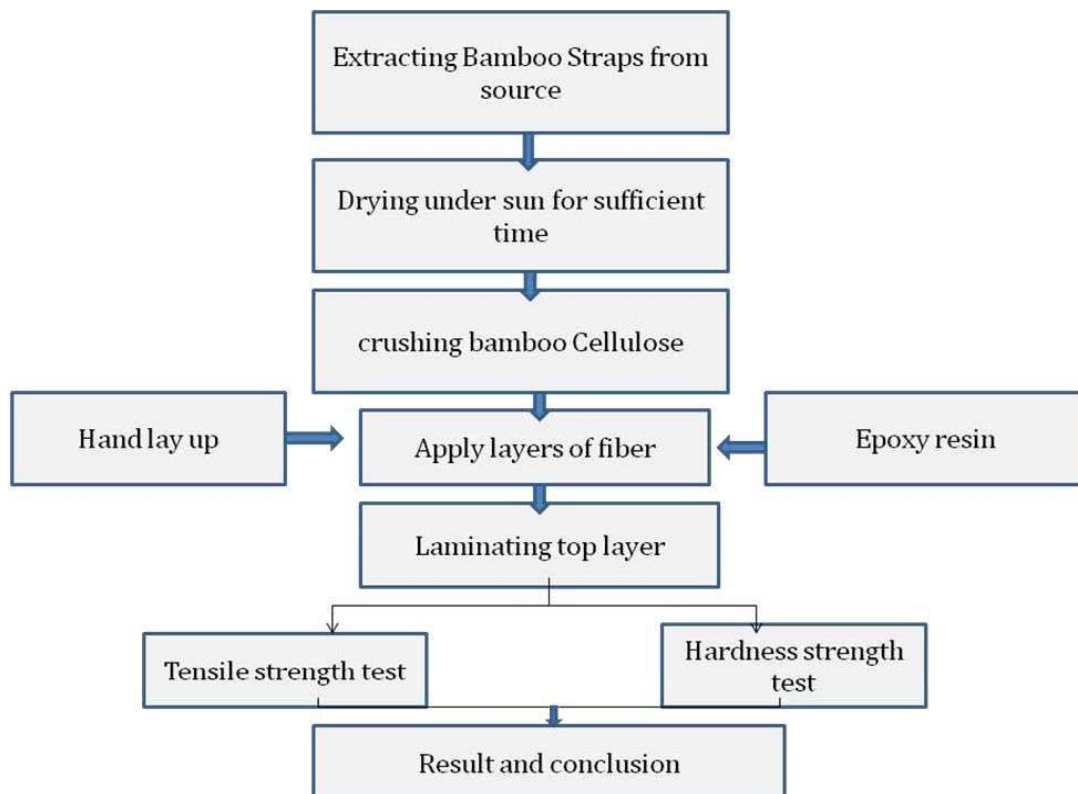 Extracting Bamboo Straps from
source
Drying under sun for sufficient
time
crushing bamboo Cellulose
Hand lay up
Apply layers of fiber
Epoxy resin
Laminating top layer
Tensile strength test
Hardness strength
test
Result and conclusion